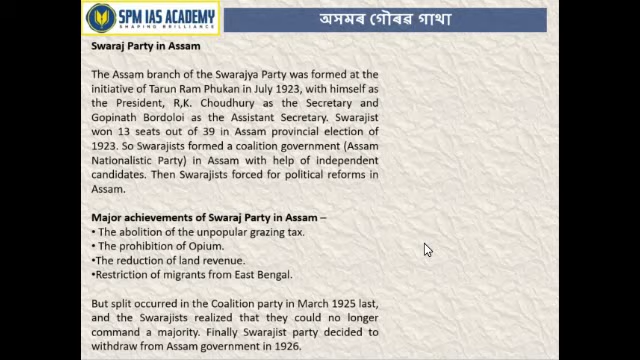 SPM IAS ACADEMY
SHAPING BRILLIANCE
অসমৰ গৌৰৱ গাথা
Swaraj Party in Assam
The Assam branch of the Swarajya Party was formed at the
initiative of Tarun Ram Phukan in July 1923, with himself as
the President, R,K. Choudhury as the Secretary and
Gopinath Bordoloi as the Assistant Secretary. Swarajist
won 13 seats out of 39 in Assam provincial election of
1923. So Swarajists formed a coalition government (Assam
Nationalistic Party) in Assam with help of independent
candidates. Then Swarajists forced for political reforms in
Assam.
Major achievements of Swaraj Party in Assam –
• The abolition of the unpopular grazing tax.
• The prohibition of Opium.
•The reduction of land revenue.
•Restriction of migrants from East Bengal.
But split occurred in the Coalition party in March 1925 last,
and the Swarajists realized that they could no longer
command a majority. Finally Swarajist party decided to
withdraw from Assam government in 1926.